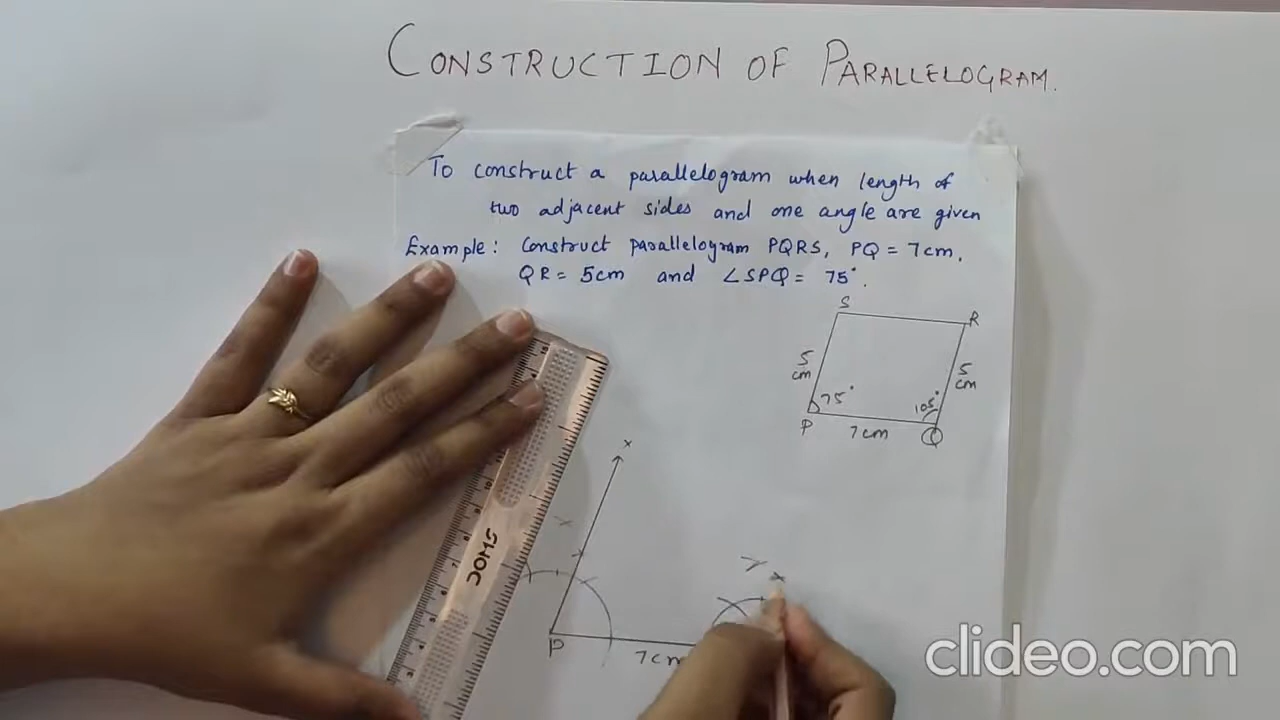 CONSTRUCTION OF PARALLELOGRAM.
To construct a parallelogram when length of
two adjacent sides and one angle are given
Example: Construct parallelogram PQRS, PQ = 7cm,
QR = 5cm and ∠SPQ = 75°.
S
R
5
cm
5
cm
75°
105°
P
7cm
Q
x
DOMS
P
7cm
clideo.com